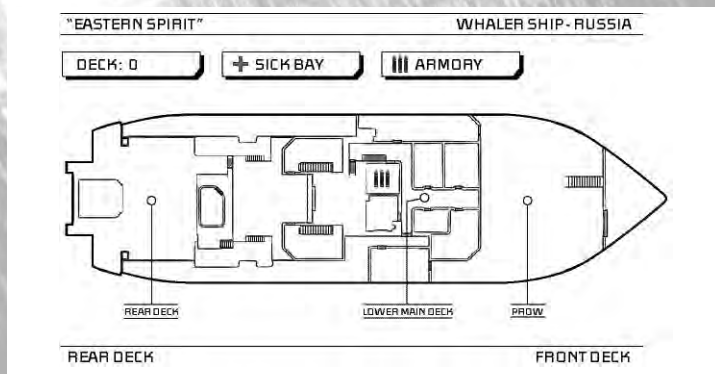 "EASTERN SPIRIT"
WHALER SHIP - RUSSIA
DECK: 0
SICK BAY
ARMORY
REAR DECK
LOWER MAIN DECK
PROW
REAR DECK
FRONT DECK